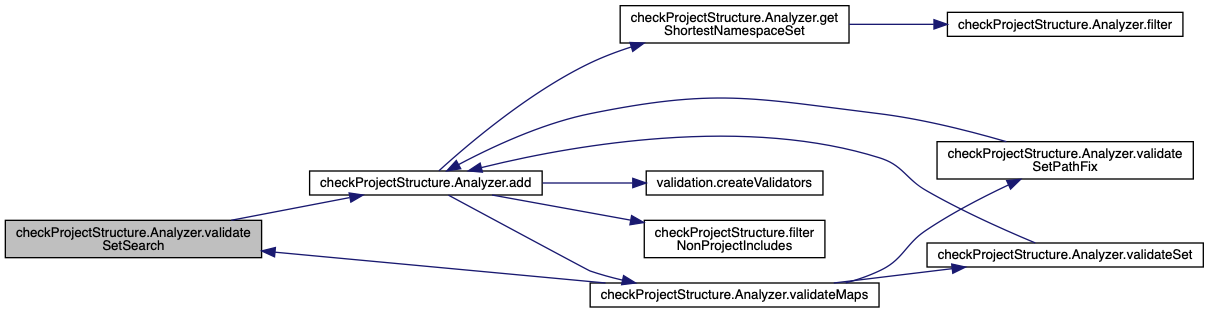 checkProjectStructure.Analyzer.get
ShortestNamespaceSet
checkProjectStructure.Analyzer.filter
checkProjectStructure.Analyzer.validate
SetPathFix
checkProjectStructure.Analyzer.add
validation.createValidators
checkProjectStructure.Analyzer.validate
SetSearch
checkProjectStructure.filter
NonProjectIncludes
checkProjectStructure.Analyzer.validateSet
checkProjectStructure.Analyzer.validateMaps